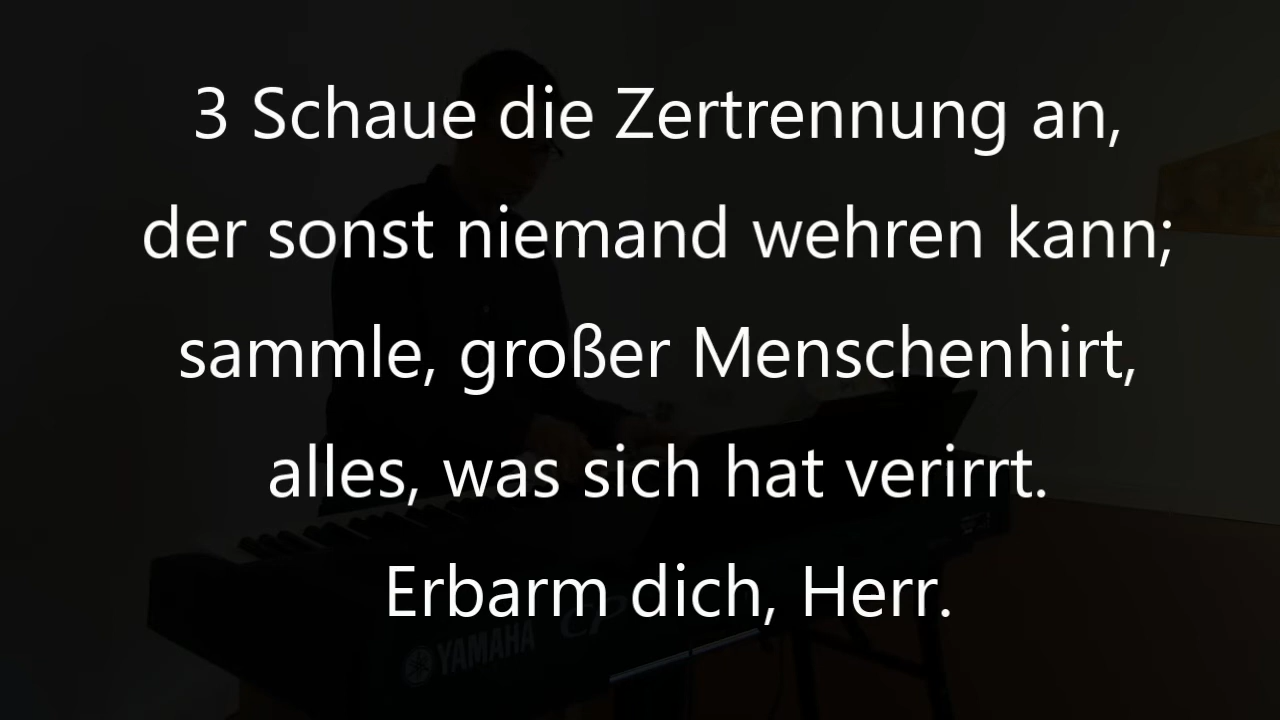 3 Schaue die Zertrennung an,
der sonst niemand wehren kann;
sammle, großer Menschenhirt,
alles, was sich hat verirrt.
Erbarm dich, Herr.
YAMAHA CP